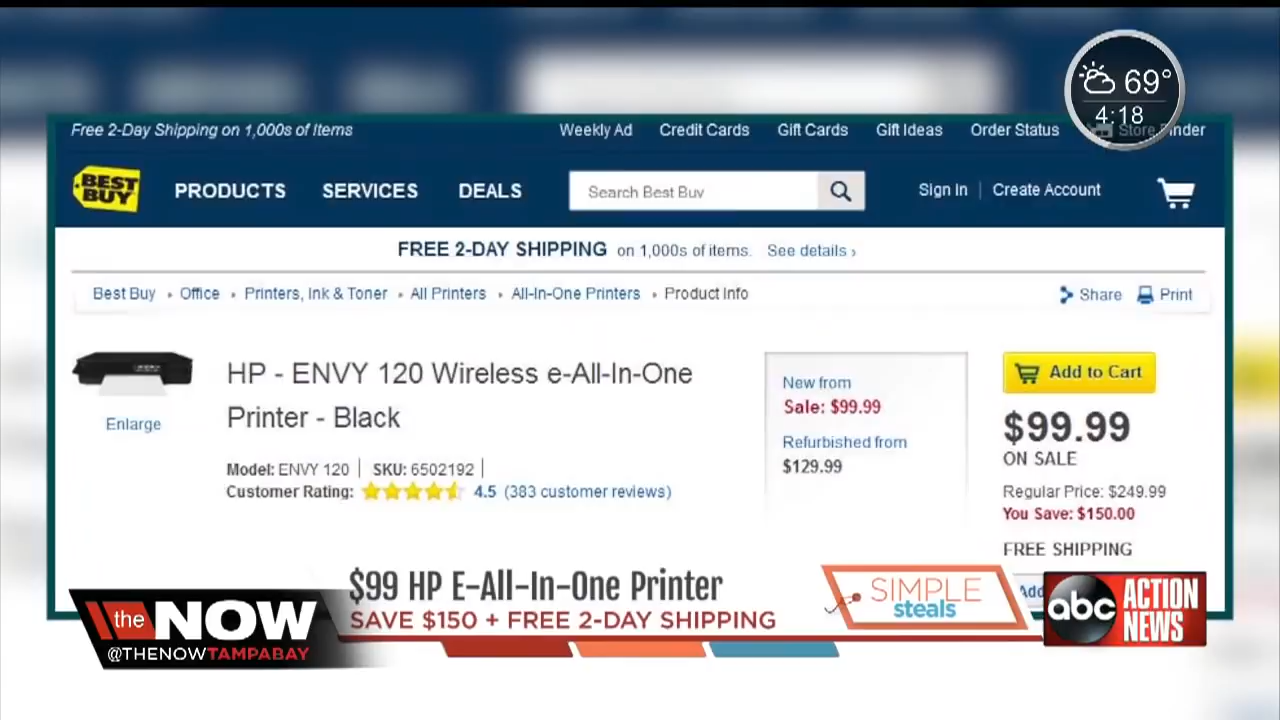 69°
4:18
Free 2-Day Shipping on 1,000s of Items
Weekly Ad Credit Cards Gift Cards Gift Ideas Order Status Store Finder
BEST BUY
PRODUCTS SERVICES DEALS Search Best Buy Sign In Create Account
FREE 2-DAY SHIPPING on 1,000s of items. See details ›
Best Buy Office Printers, Ink & Toner All Printers All-In-One Printers Product Info Share Print
HP - ENVY 120 Wireless e-All-In-One
Printer - Black
Enlarge
Model: ENVY 120 SKU: 6502192
Customer Rating: 4.5 (383 customer reviews)
New from
Sale: $99.99
Refurbished from
$129.99
Add to Cart
$99.99
ON SALE
Regular Price: $249.99
You Save: $150.00
FREE SHIPPING
$99 HP E-All-In-One Printer
SAVE $150 + FREE 2-DAY SHIPPING
the NOW
@THENOWTAMPABAY
SIMPLE
steals
abc ACTION
NEWS